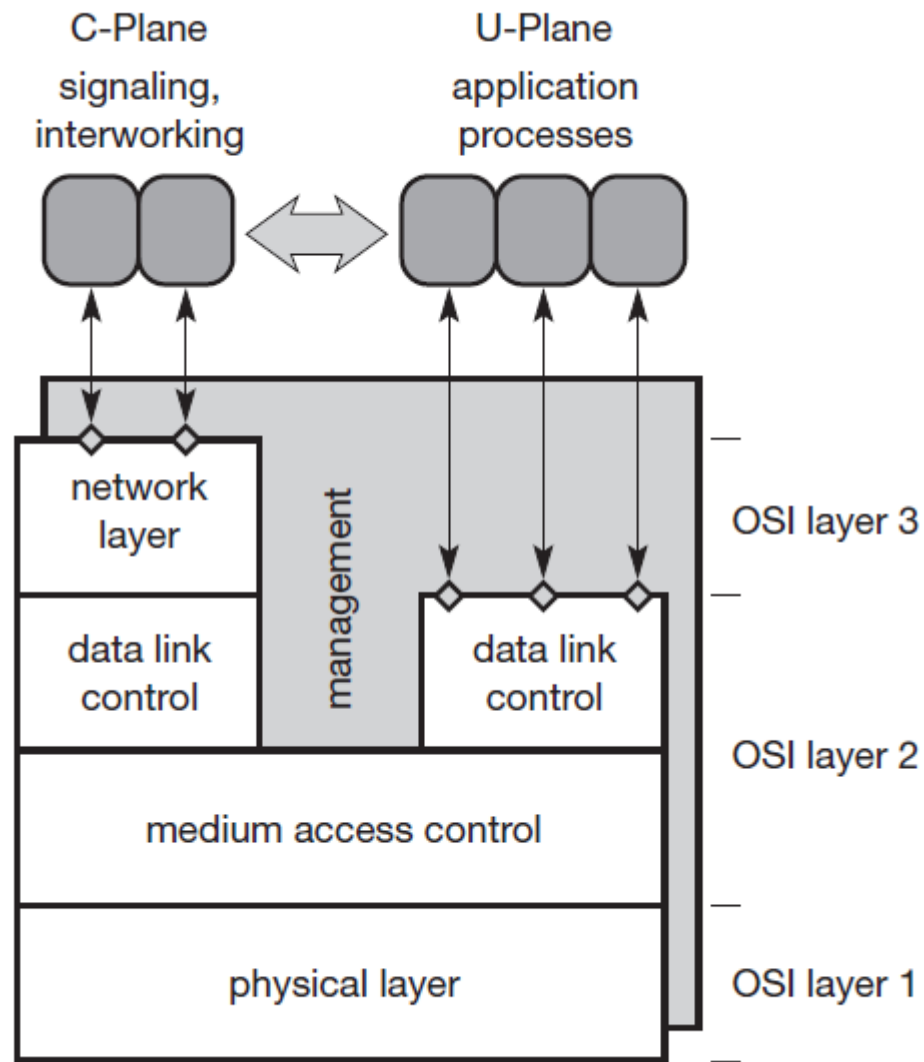 C-Plane
signaling,
interworking
U-Plane
application
processes
network
layer
data link
control
management
data link
control
medium access control
physical layer
OSI layer 3
OSI layer 2
OSI layer 1